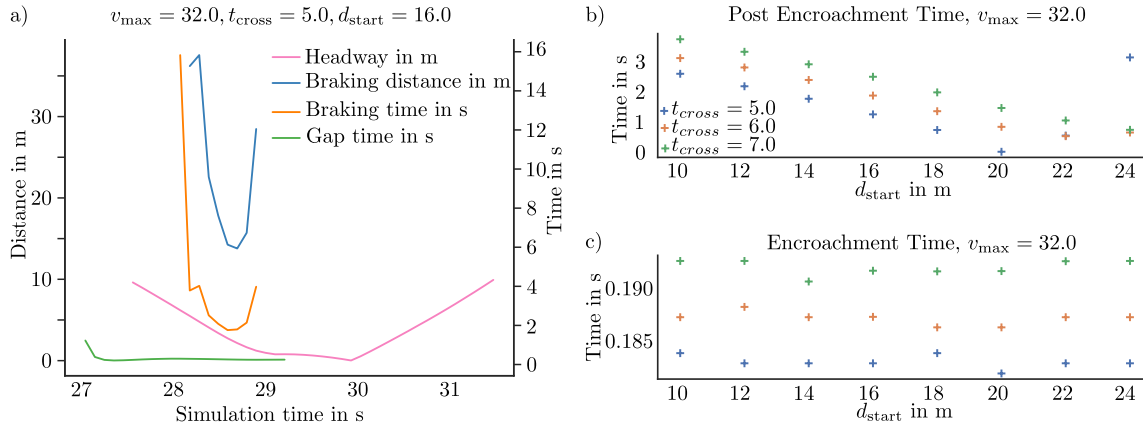 a)
v_max = 32.0, t_cross = 5.0, d_start = 16.0
Headway in m
Braking distance in m
Braking time in s
Gap time in s
Distance in m
0
10
20
30
Time in s
0
2
4
6
8
10
12
14
16
27
28
29
30
31
Simulation time in s
b)
Post Encroachment Time, v_max = 32.0
Time in s
3
2
1
0
t_cross = 5.0
t_cross = 6.0
t_cross = 7.0
10 12 14 16 18 20 22 24
d_start in m
c)
Encroachment Time, v_max = 32.0
Time in s
0.190
0.185
10 12 14 16 18 20 22 24
d_start in m